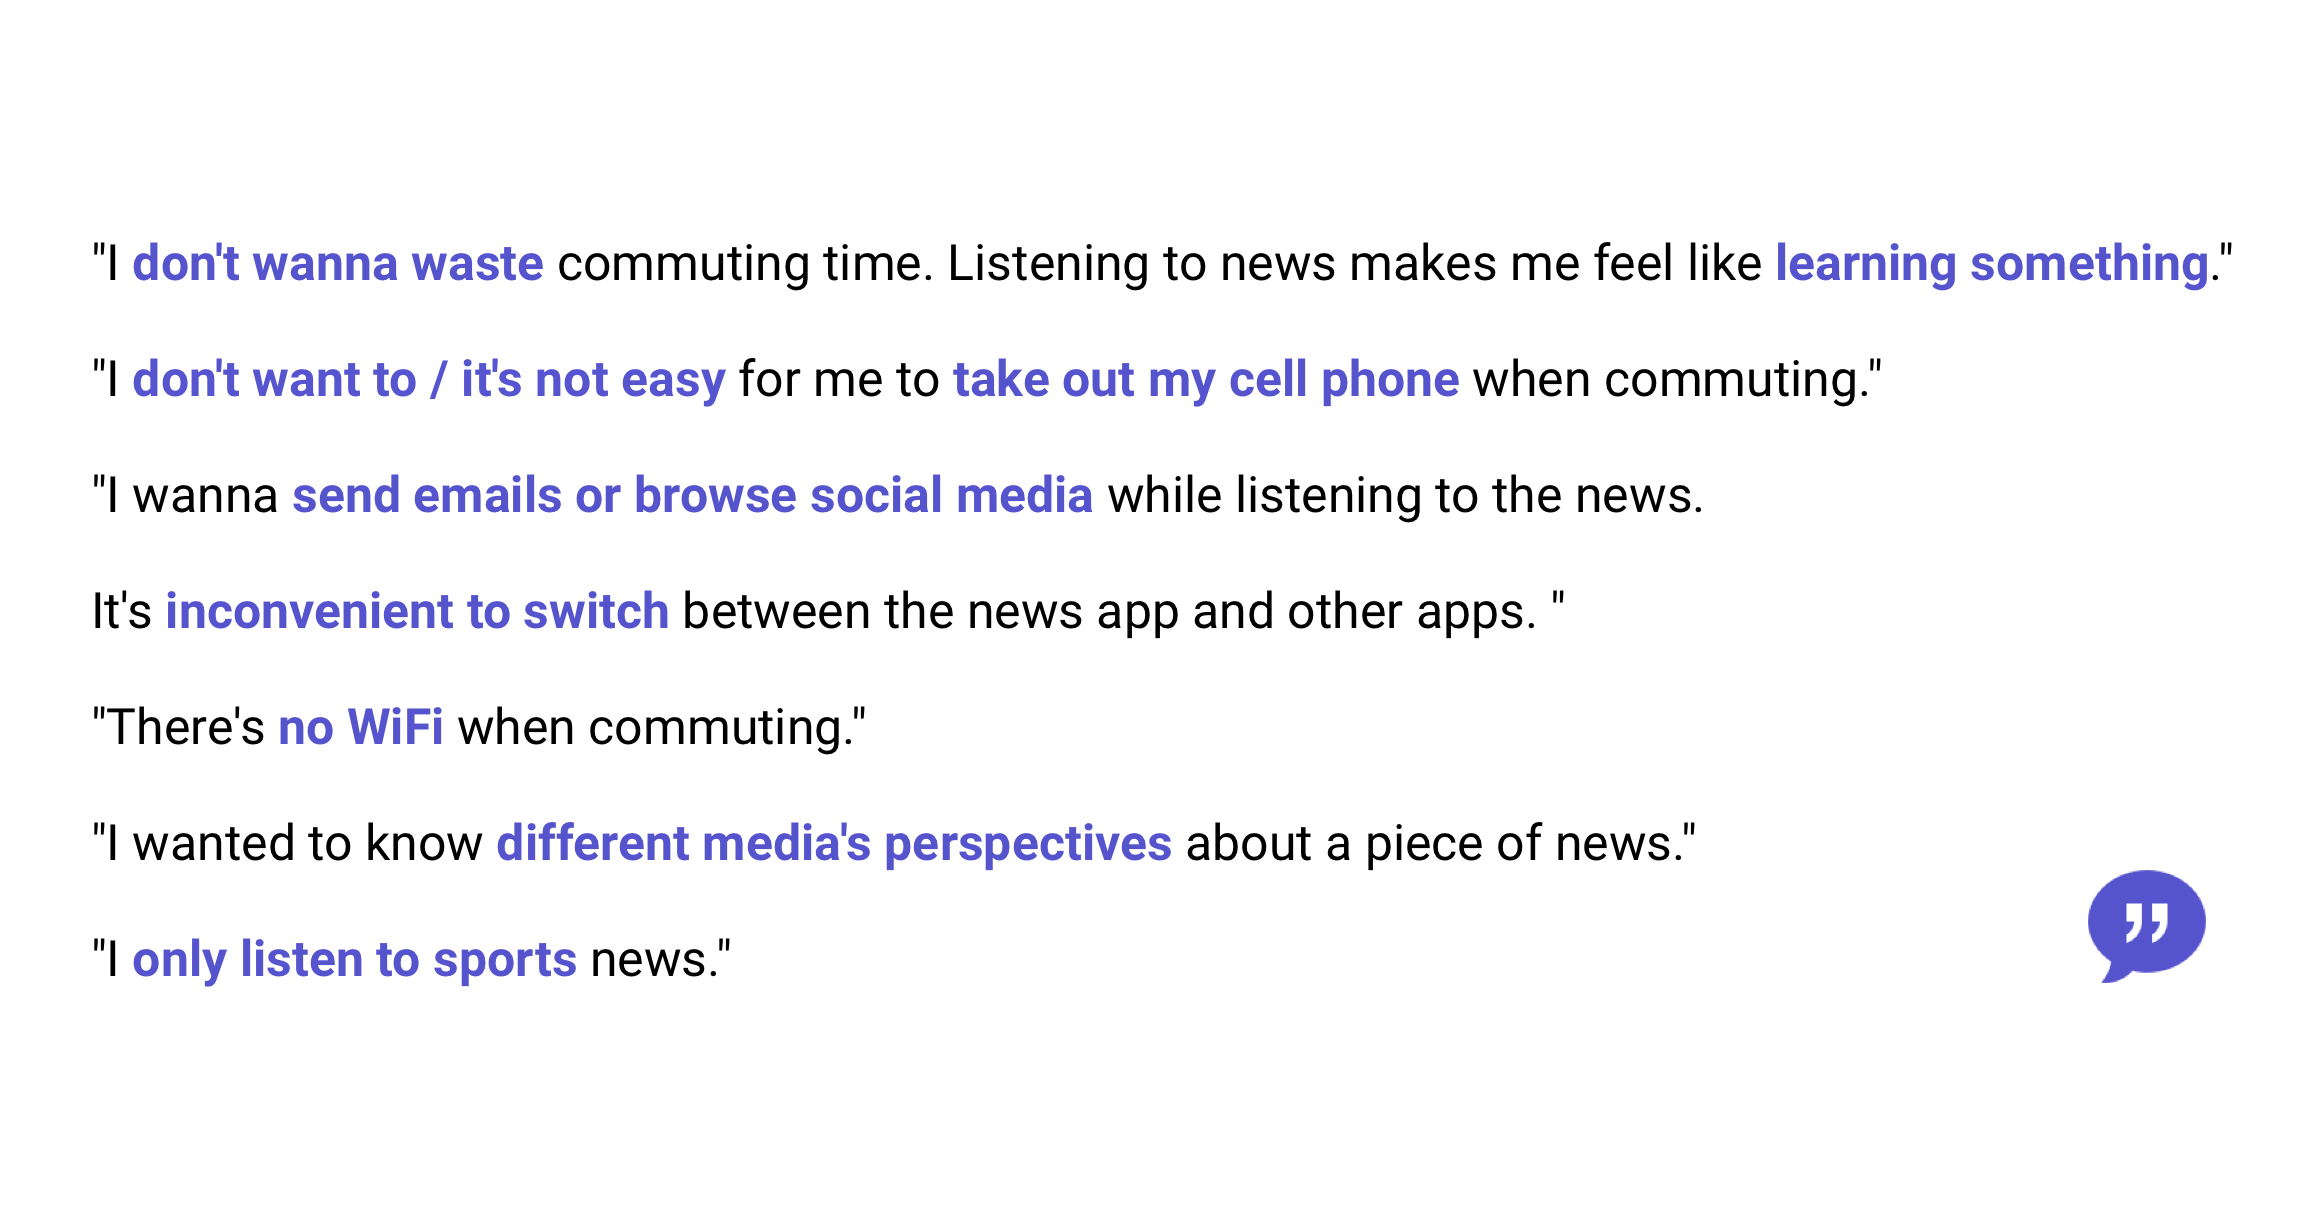 "I don't wanna waste commuting time. Listening to news makes me feel like learning something."
"I don't want to / it's not easy for me to take out my cell phone when commuting."
"I wanna send emails or browse social media while listening to the news.
It's inconvenient to switch between the news app and other apps. "
"There's no WiFi when commuting."
"I wanted to know different media's perspectives about a piece of news."
"I only listen to sports news."